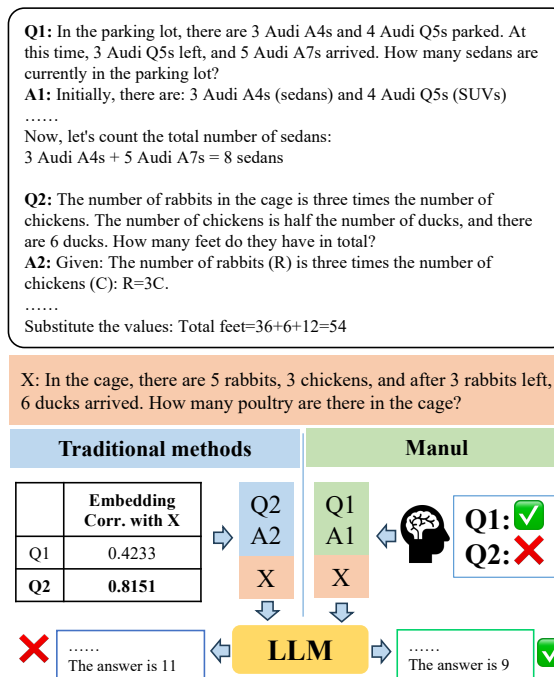 Q1: In the parking lot, there are 3 Audi A4s and 4 Audi Q5s parked. At
this time, 3 Audi Q5s left, and 5 Audi A7s arrived. How many sedans are
currently in the parking lot?
A1: Initially, there are: 3 Audi A4s (sedans) and 4 Audi Q5s (SUVs)
……
Now, let's count the total number of sedans:
3 Audi A4s + 5 Audi A7s = 8 sedans
Q2: The number of rabbits in the cage is three times the number of
chickens. The number of chickens is half the number of ducks, and there
are 6 ducks. How many feet do they have in total?
A2: Given: The number of rabbits (R) is three times the number of
chickens (C): R=3C.
……
Substitute the values: Total feet=36+6+12=54
X: In the cage, there are 5 rabbits, 3 chickens, and after 3 rabbits left,
6 ducks arrived. How many poultry are there in the cage?
Traditional methods
Manul
Embedding
Corr. with X
Q1 0.4233
Q2 0.8151
Q2
A2
X
Q1
A1
X
Q1:
Q2:
LLM
……
The answer is 11
……
The answer is 9